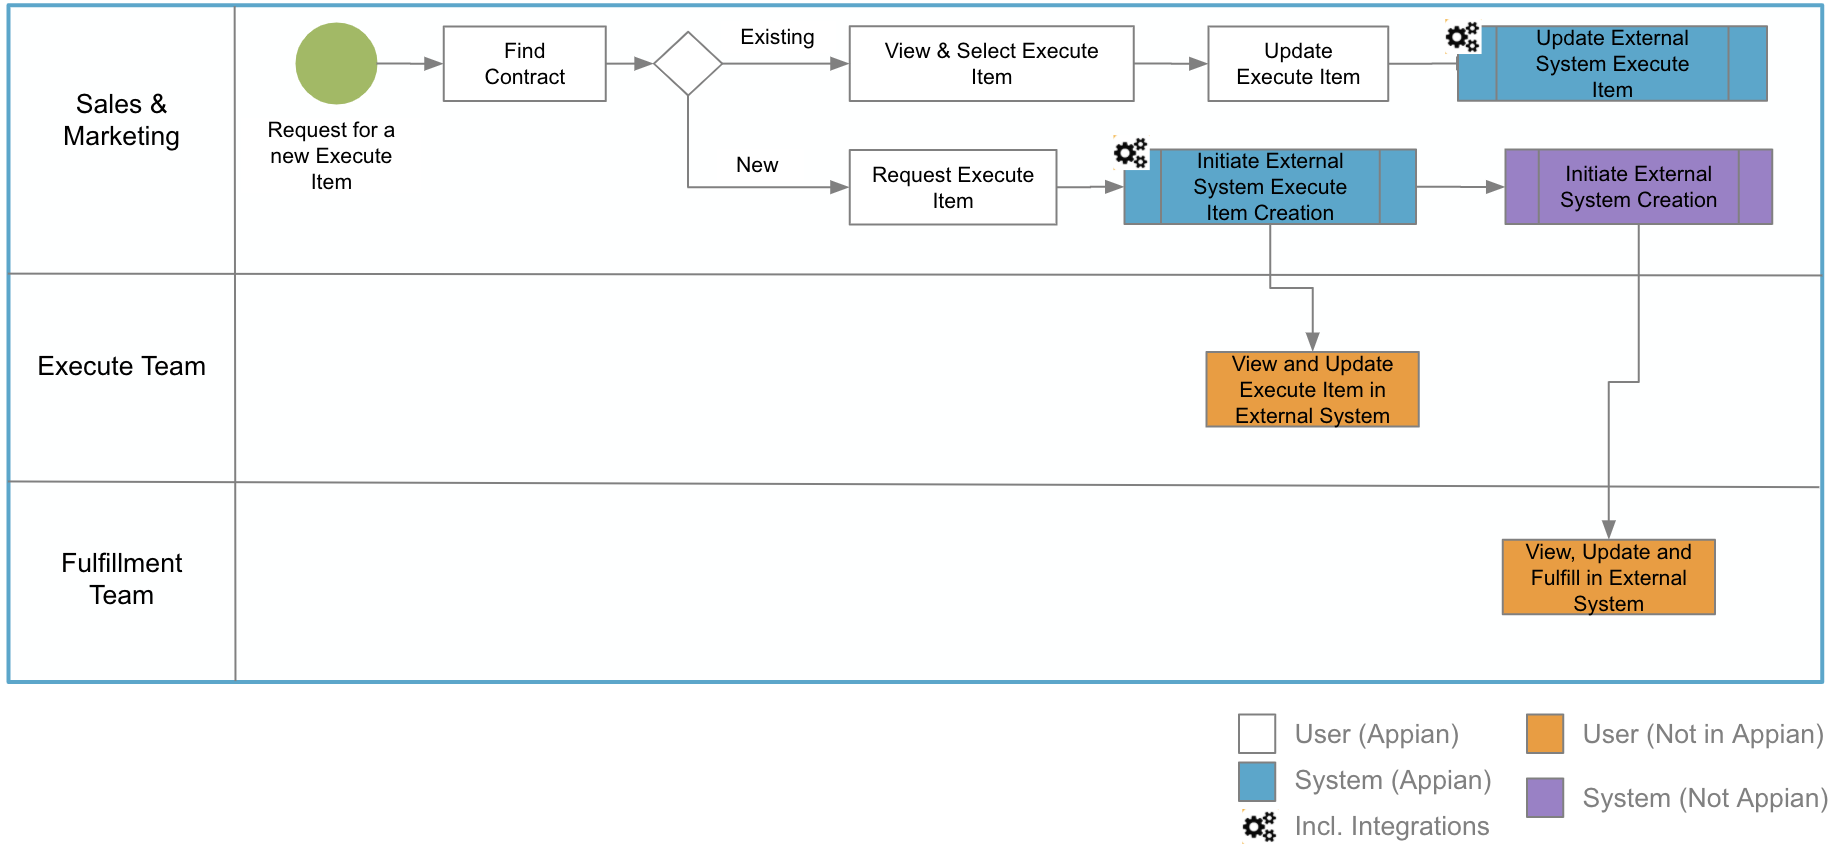 Sales &
Marketing
Request for a
new Execute
Item
Find
Contract
Existing
New
View & Select Execute
Item
Update
Execute Item
Update External
System Execute
Item
Request Execute
Item
Initiate External
System Execute
Item Creation
Initiate External
System Creation
Execute Team
View and Update
Execute Item in
External System
Fulfillment
Team
View, Update and
Fulfill in External
System
User (Appian)
User (Not in Appian)
System (Appian)
System (Not Appian)
Incl. Integrations